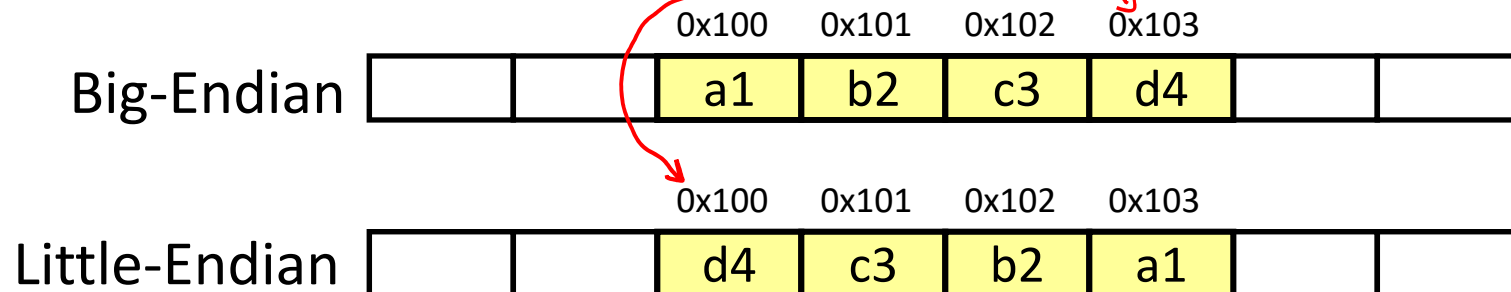 0x100 0x101 0x102 0x103
Big-Endian a1 b2 c3 d4
0x100 0x101 0x102 0x103
Little-Endian d4 c3 b2 a1